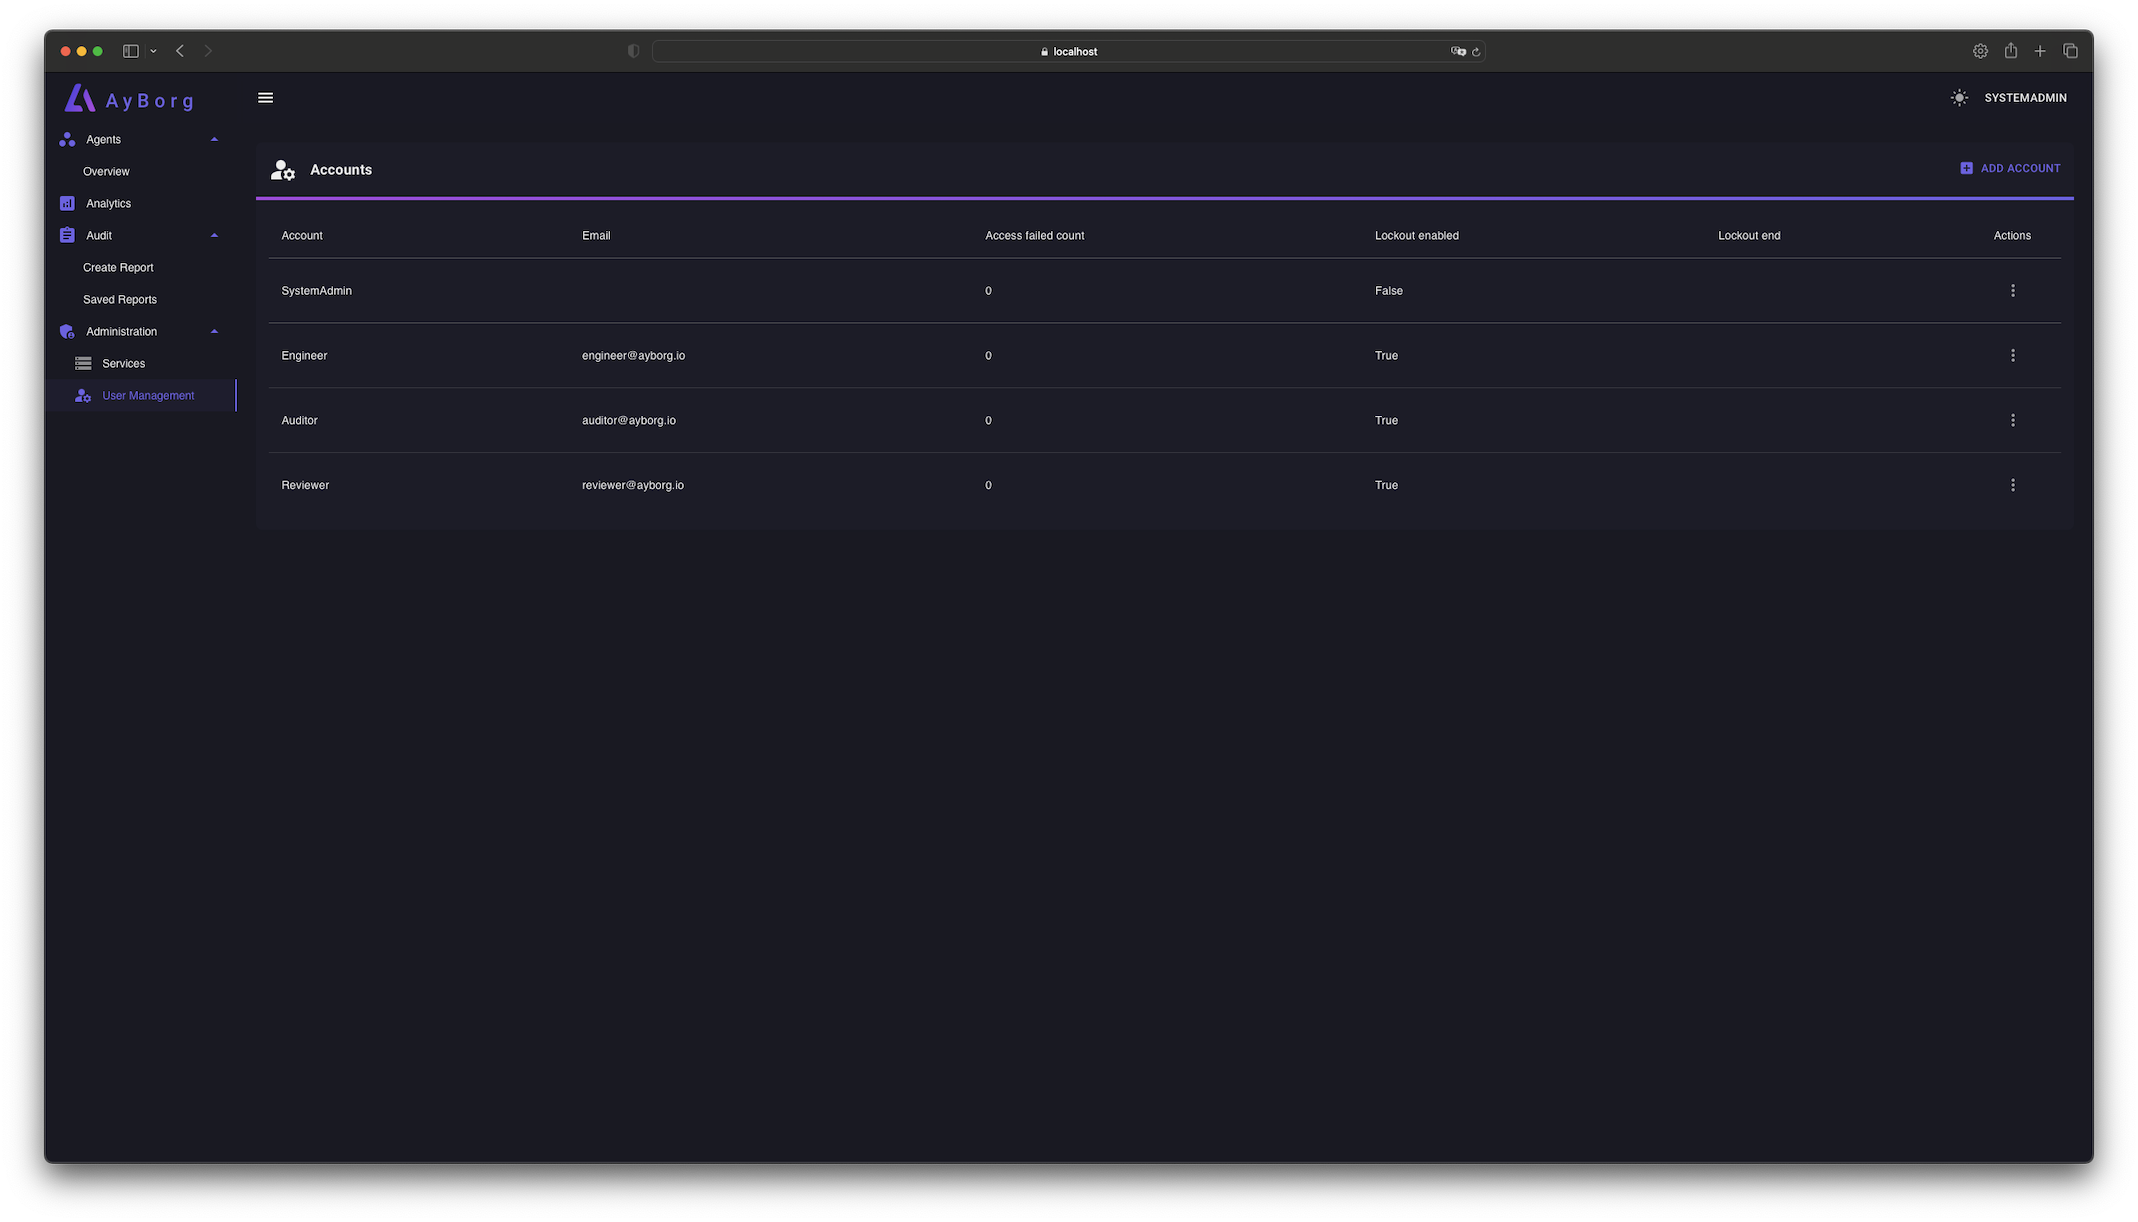 localhost
AyBorg
SYSTEMADMIN
Agents
Overview
Analytics
Audit
Create Report
Saved Reports
Administration
Services
User Management
Accounts
ADD ACCOUNT
Account Email Access failed count Lockout enabled Lockout end Actions
SystemAdmin 0 False
Engineer engineer@ayborg.io 0 True
Auditor auditor@ayborg.io 0 True
Reviewer reviewer@ayborg.io 0 True